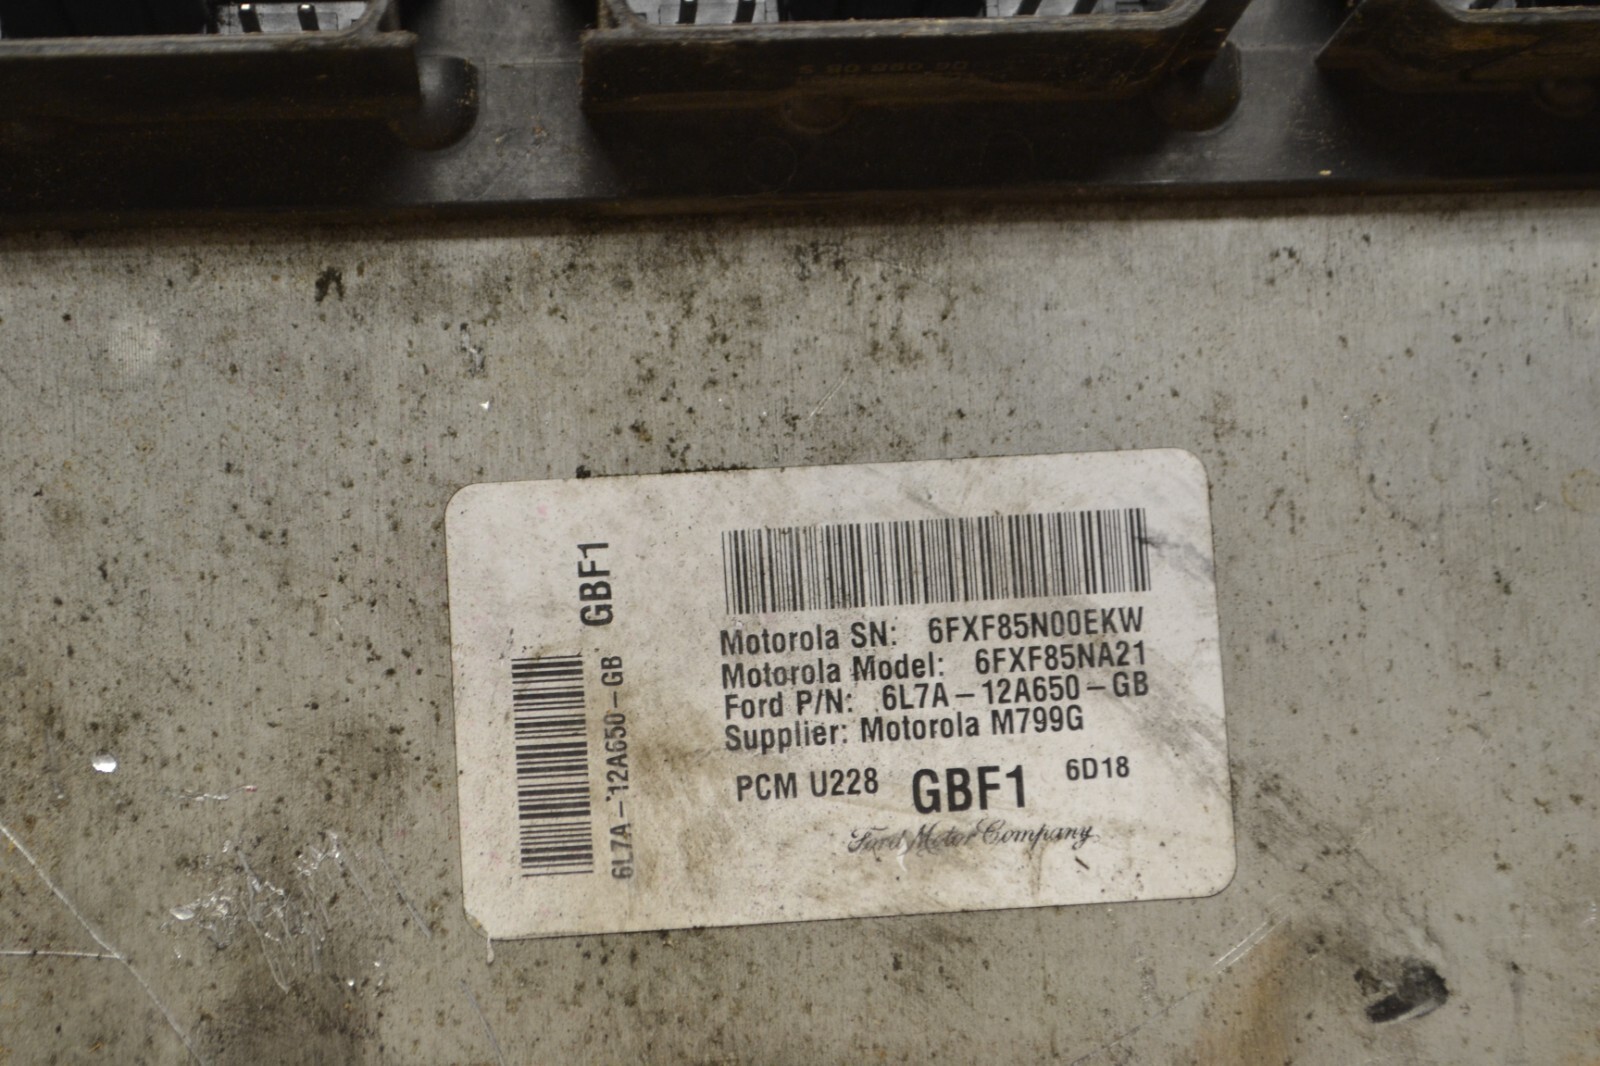 GBF1
6L7A-12A650-GB
Motorola SN: 6FXF85N00EKW
Motorola Model: 6FXF85NA21
Ford P/N: 6L7A-12A650-GB
Supplier: Motorola M799G
PCM U228 GBF1 6D18
Ford Motor Company